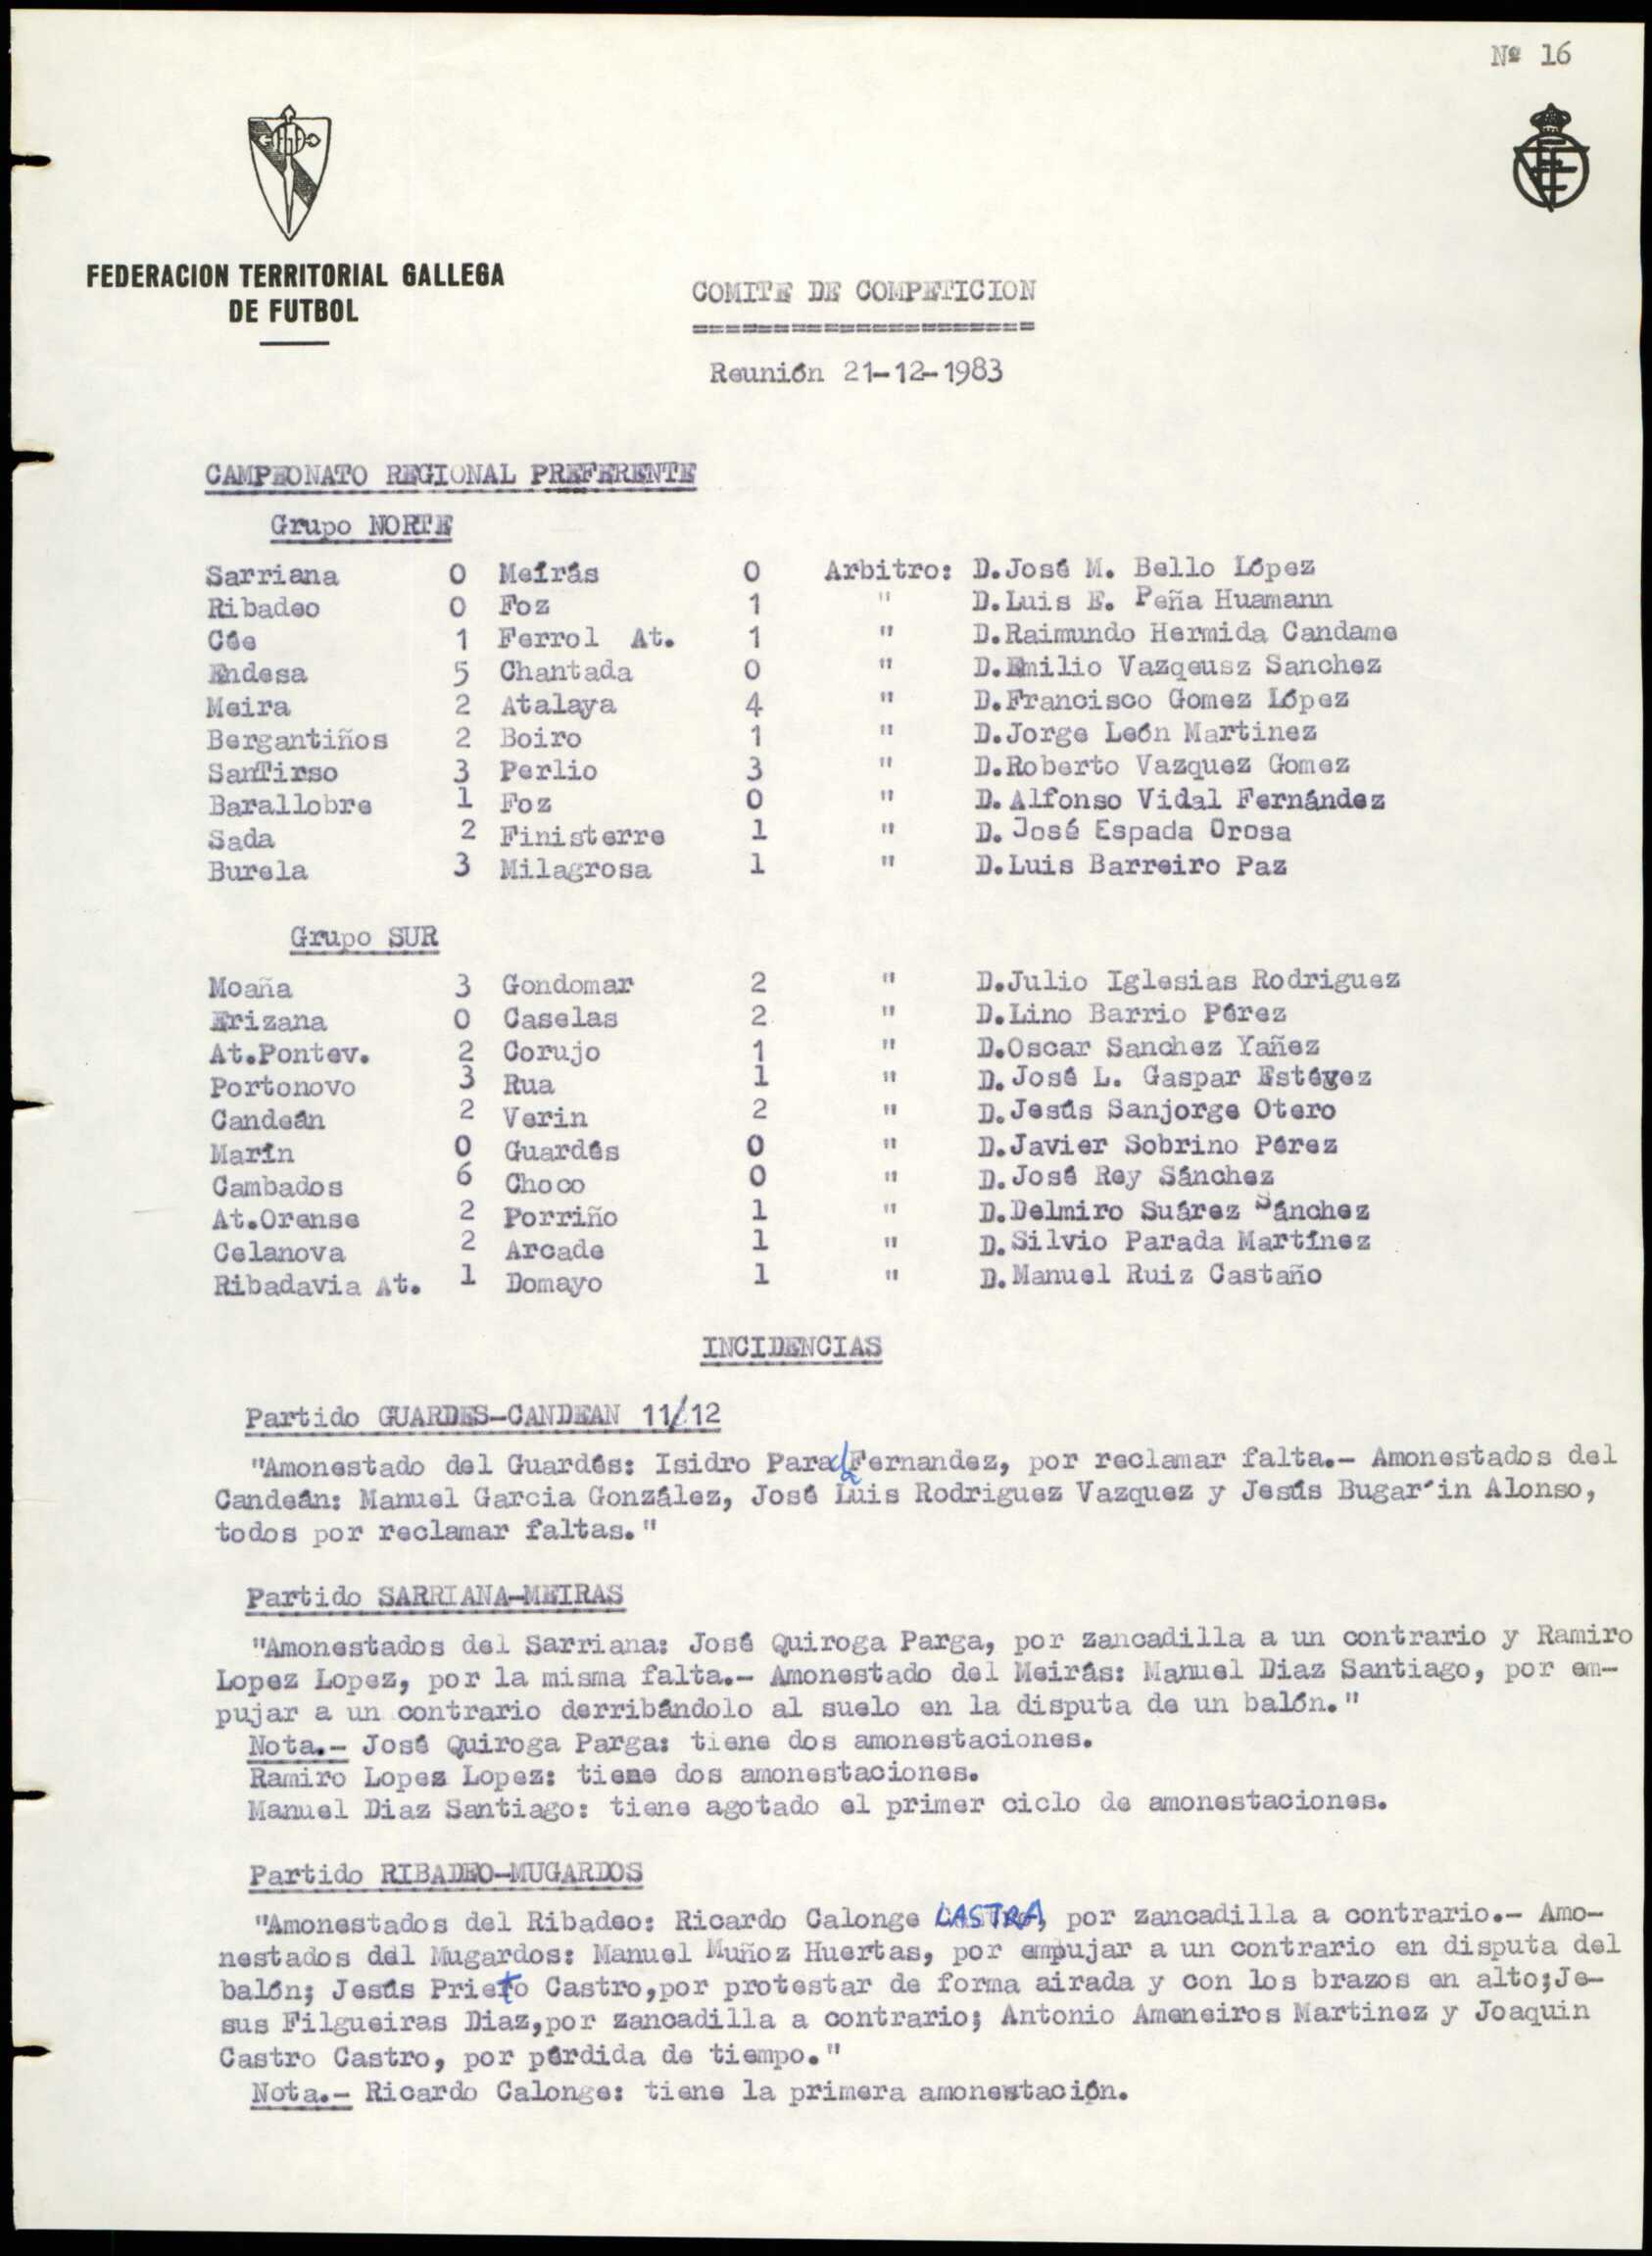 Nº 16
FEDERACION TERRITORIAL GALLEGA
DE FUTBOL
COMITE DE COMPETICION
=====================
Reunión 21-12-1983
CAMPEONATO REGIONAL PREFERENTE
Grupo NORTE
Sarriana 0 Meírás 0 Arbitro: D.José M. Bello López
Ribadeo 0 Foz 1 " D.Luis E. Peña Huamann
Cée 1 Ferrol At. 1 " D.Raimundo Hermida Candame
Endesa 5 Chantada 0 " D.Emilio Vazqeusz Sanchez
Meira 2 Atalaya 4 " D.Francisco Gomez López
Bergantiños 2 Boiro 1 " D.Jorge León Martinez
SanTirso 3 Perlio 3 " D.Roberto Vazquez Gomez
Barallobre 1 Foz 0 " D.Alfonso Vidal Fernández
Sada 2 Finisterre 1 " D. José Espada Orosa
Burela 3 Milagrosa 1 " D.Luis Barreiro Paz
Grupo SUR
Moaña 3 Gondomar 2 " D.Julio Iglesias Rodriguez
Erizana 0 Caselas 2 " D.Lino Barrio Pérez
At.Pontev. 2 Corujo 1 " D.Oscar Sanchez Yañez
Portonovo 3 Rua 1 " D.José L. Gaspar Estévez
Candeán 2 Verin 2 " D.Jesús Sanjorge Otero
Marín 0 Guardés 0 " D.Javier Sobrino Pérez
Cambados 6 Choco 0 " D.José Rey Sánchez
At.Orense 2 Porriño 1 " D.Delmiro Suárez Sánchez
Celanova 2 Arcade 1 " D.Silvio Parada Martínez
Ribadavia At. 1 Domayo 1 " D.Manuel Ruiz Castaño
INCIDENCIAS
Partido GUARDES-CANDEAN 11/12
"Amonestado del Guardés: Isidro Parada Fernandez, por reclamar falta.- Amonestados del
Candeán: Manuel Garcia González, José Luis Rodriguez Vazquez y Jesús Bugar´in Alonso,
todos por reclamar faltas."
Partido SARRIANA-MEIRAS
"Amonestados del Sarriana: José Quiroga Parga, por zancadilla a un contrario y Ramiro
Lopez Lopez, por la misma falta.- Amonestado del Meirás: Manuel Diaz Santiago, por em-
pujar a un contrario derribándolo al suelo en la disputa de un balón."
Nota.- José Quiroga Parga: tiene dos amonestaciones.
Ramiro Lopez Lopez: tiene dos amonestaciones.
Manuel Diaz Santiago: tiene agotado el primer ciclo de amonestaciones.
Partido RIBADEO-MUGARDOS
"Amonestados del Ribadeo: Ricardo Calonge LASTRA, por zancadilla a contrario.- Amo-
nestados ddl Mugardos: Manuel Muñoz Huertas, por empujar a un contrario en disputa del
balón; Jesús Prieto Castro,por protestar de forma airada y con los brazos en alto;Je-
sus Filgueiras Diaz,por zancadilla a contrario; Antonio Ameneiros Martinez y Joaquin
Castro Castro, por pérdida de tiempo."
Nota.- Ricardo Calonge: tiene la primera amonestación.